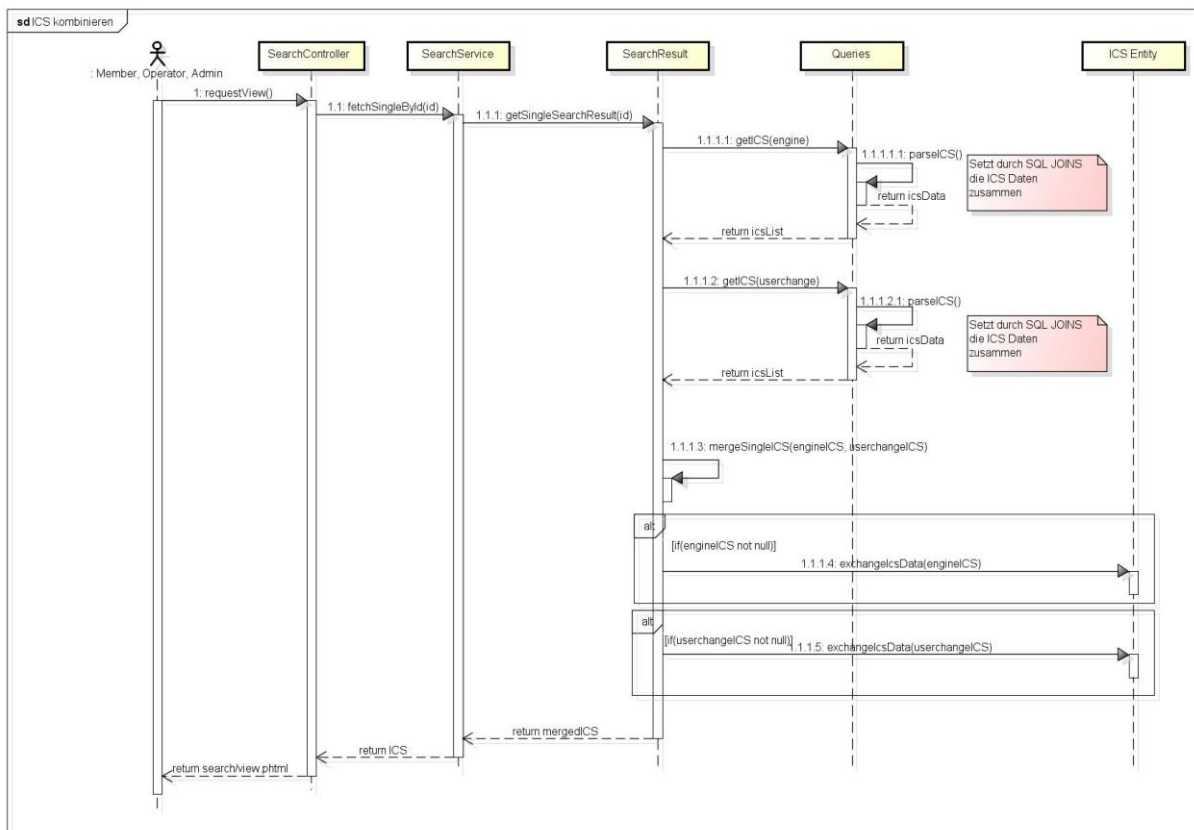 sd ICS kombinieren
: Member, Operator, Admin
SearchController
SearchService
SearchResult
Queries
ICS Entity
1: requestView()
1.1: fetchSingleById(id)
1.1.1: getSingleSearchResult(id)
1.1.1.1: getICS(engine)
1.1.1.1.1: parseICS()
Setzt durch SQL JOINS
die ICS Daten
zusammen
return icsData
return icsList
1.1.1.2: getICS(userchange)
1.1.1.2.1: parseICS()
Setzt durch SQL JOINS
die ICS Daten
zusammen
return icsData
return icsList
1.1.1.3: mergeSingleICS(engineICS, userchangeICS)
alt
[if(engineICS not null)]
1.1.1.4: exchangeIcsData(engineICS)
alt
[if(userchangeICS not null)]
1.1.1.5: exchangeIcsData(userchangeICS)
return mergedICS
return ICS
return search/view.phtml